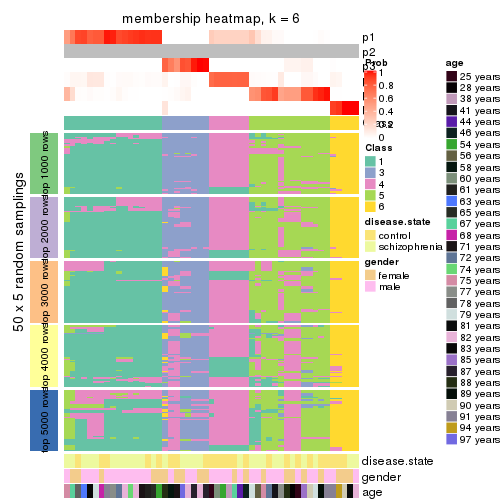 membership heatmap, k = 6
p1
p2
p3
Prob
1
0.8
0.6
0.4
0.2
0
Class
1
3
4
5
6
disease.state
control
schizophrenia
gender
female
male
age
25 years
28 years
38 years
41 years
44 years
46 years
54 years
56 years
58 years
60 years
61 years
63 years
65 years
67 years
68 years
71 years
72 years
74 years
75 years
77 years
78 years
79 years
81 years
82 years
83 years
85 years
87 years
88 years
89 years
90 years
91 years
94 years
97 years
50 x 5 random samplings
top 1000 rows
top 2000 rows
top 3000 rows
top 4000 rows
top 5000 rows
disease.state
gender
age